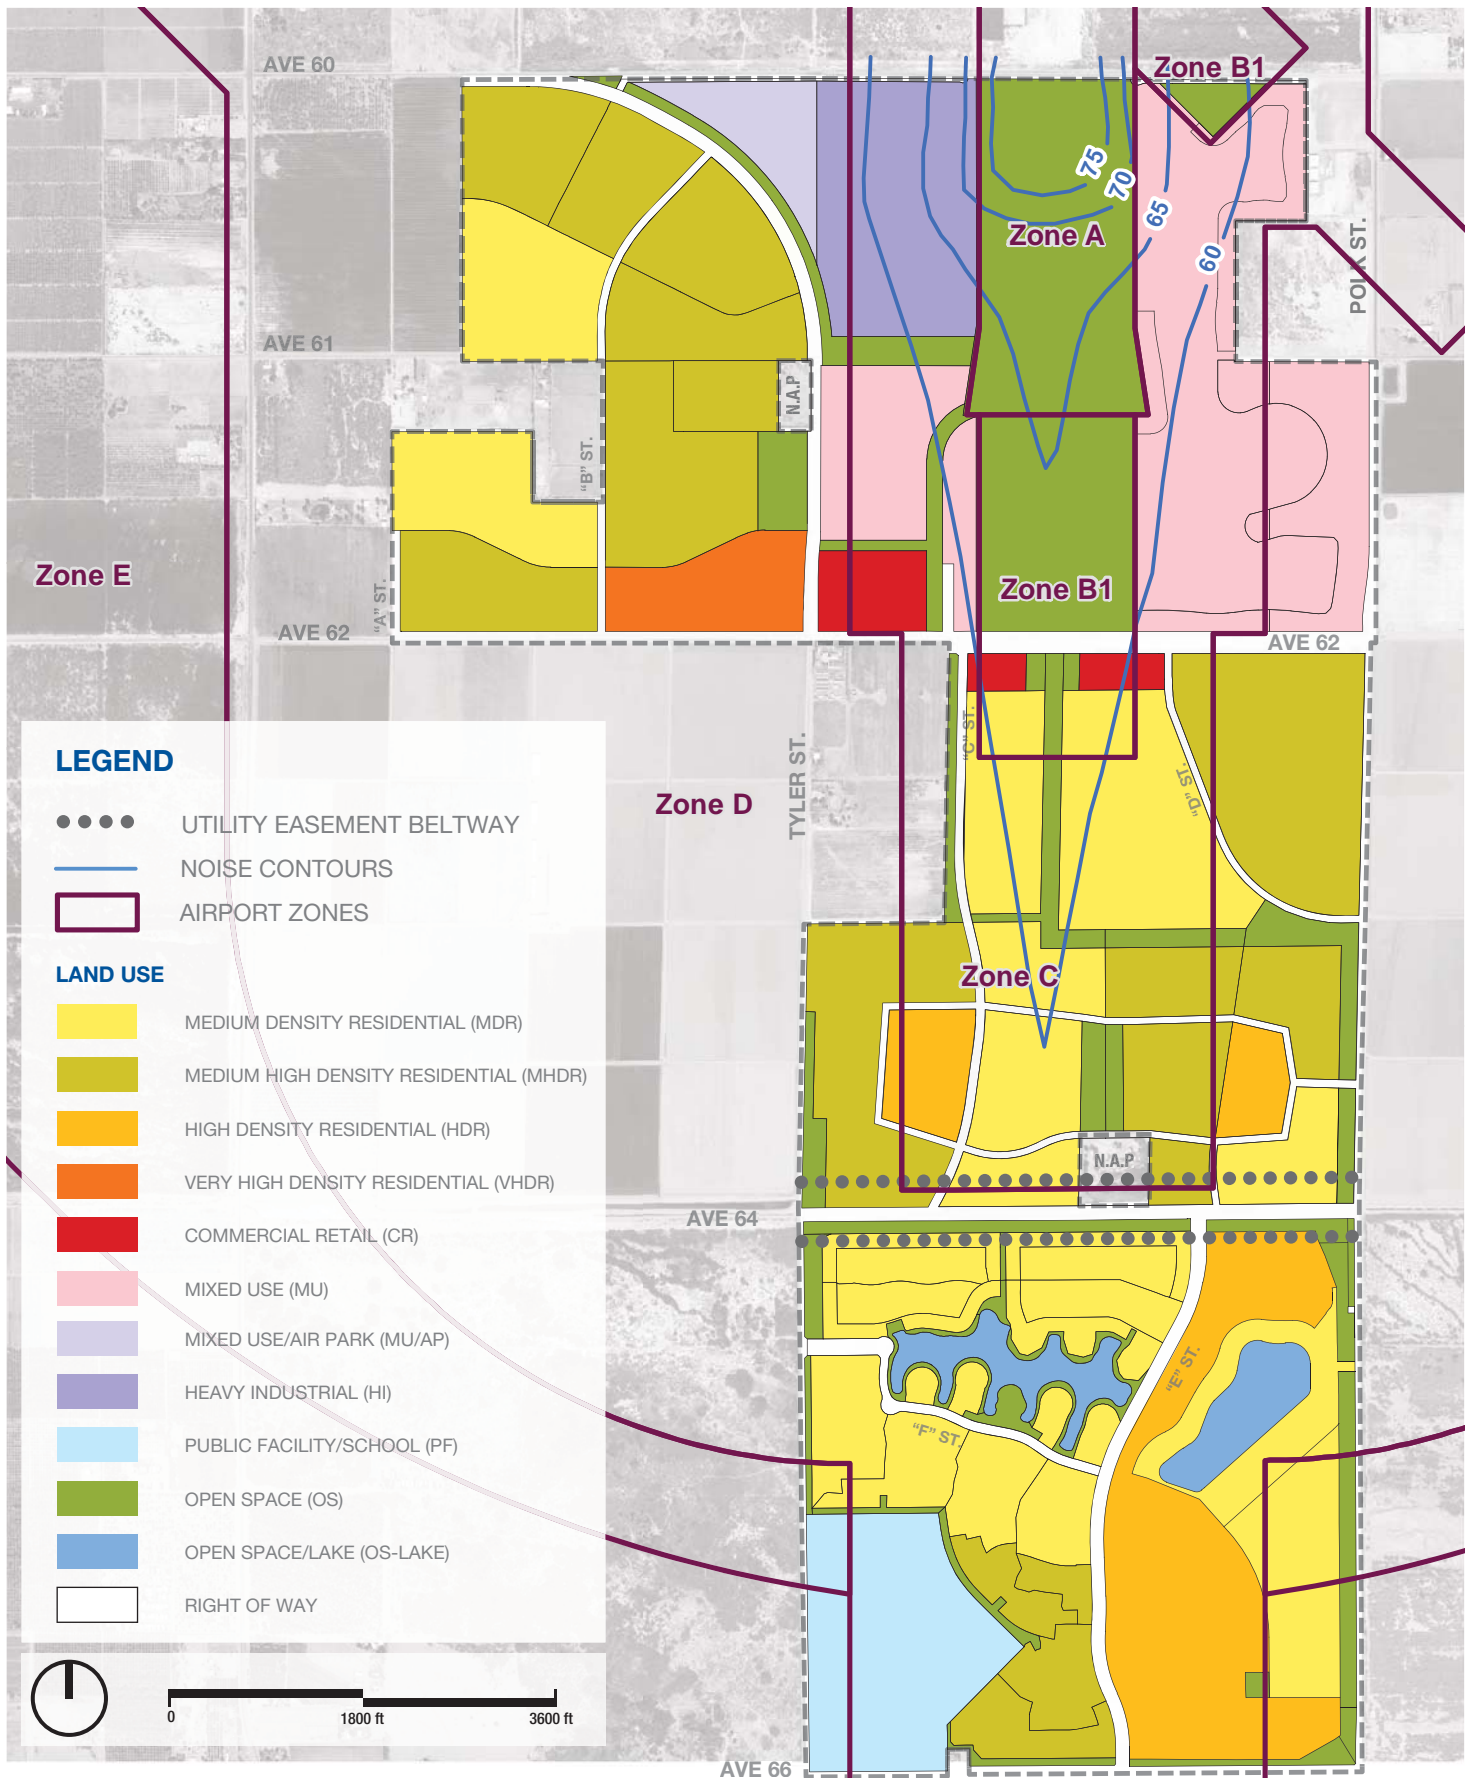 AVE 60
Zone B1
75
70
65
60
Zone A
POLK ST.
AVE 61
N.A.P
"B" ST.
Zone E
Zone B1
"A" ST.
AVE 62
AVE 62
"C" ST.
"D" ST.
TYLER ST.
Zone D
Zone C
N.A.P
AVE 64
"E" ST.
"F" ST.
AVE 66
LEGEND
UTILITY EASEMENT BELTWAY
NOISE CONTOURS
AIRPORT ZONES
LAND USE
MEDIUM DENSITY RESIDENTIAL (MDR)
MEDIUM HIGH DENSITY RESIDENTIAL (MHDR)
HIGH DENSITY RESIDENTIAL (HDR)
VERY HIGH DENSITY RESIDENTIAL (VHDR)
COMMERCIAL RETAIL (CR)
MIXED USE (MU)
MIXED USE/AIR PARK (MU/AP)
HEAVY INDUSTRIAL (HI)
PUBLIC FACILITY/SCHOOL (PF)
OPEN SPACE (OS)
OPEN SPACE/LAKE (OS-LAKE)
RIGHT OF WAY
0 1800 ft 3600 ft